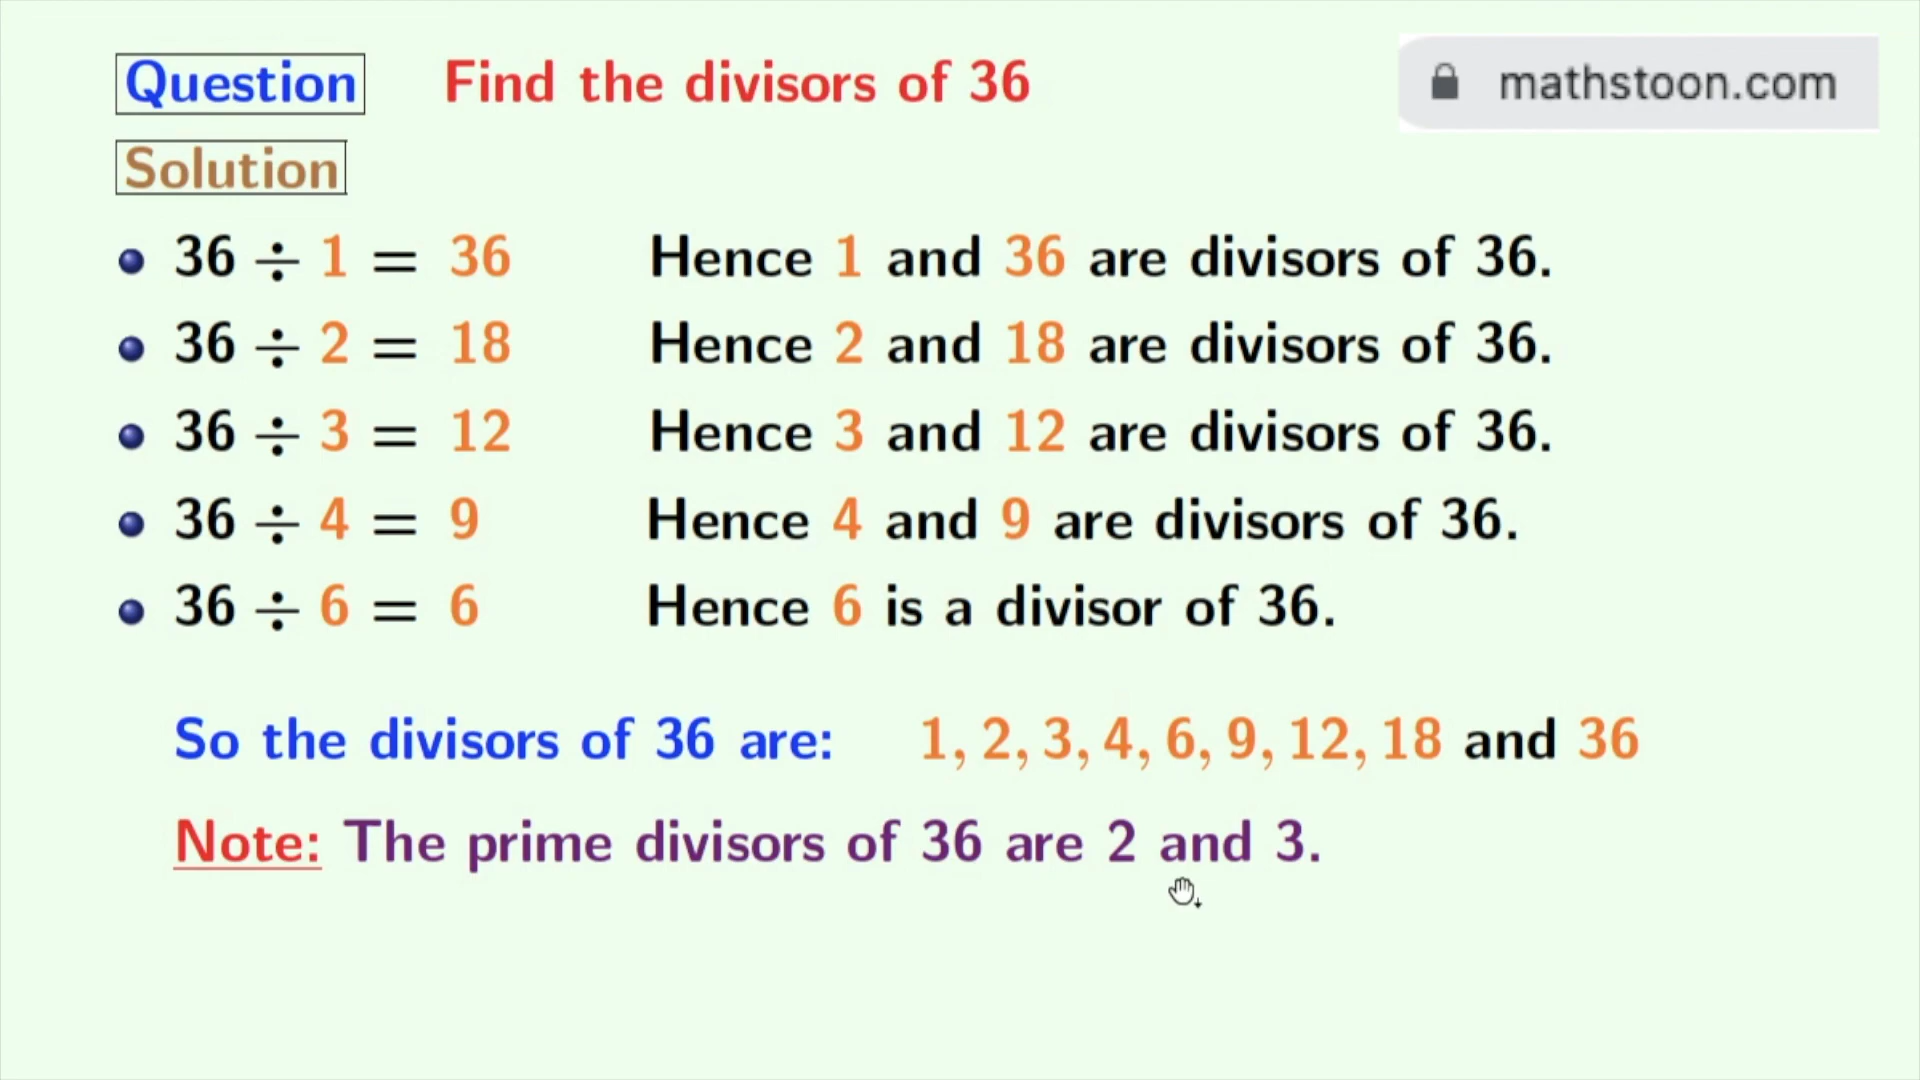 Question Find the divisors of 36 mathstoon.com
Solution
36 ÷ 1 = 36 Hence 1 and 36 are divisors of 36.
36 ÷ 2 = 18 Hence 2 and 18 are divisors of 36.
36 ÷ 3 = 12 Hence 3 and 12 are divisors of 36.
36 ÷ 4 = 9 Hence 4 and 9 are divisors of 36.
36 ÷ 6 = 6 Hence 6 is a divisor of 36.
So the divisors of 36 are: 1, 2, 3, 4, 6, 9, 12, 18 and 36
Note: The prime divisors of 36 are 2 and 3.